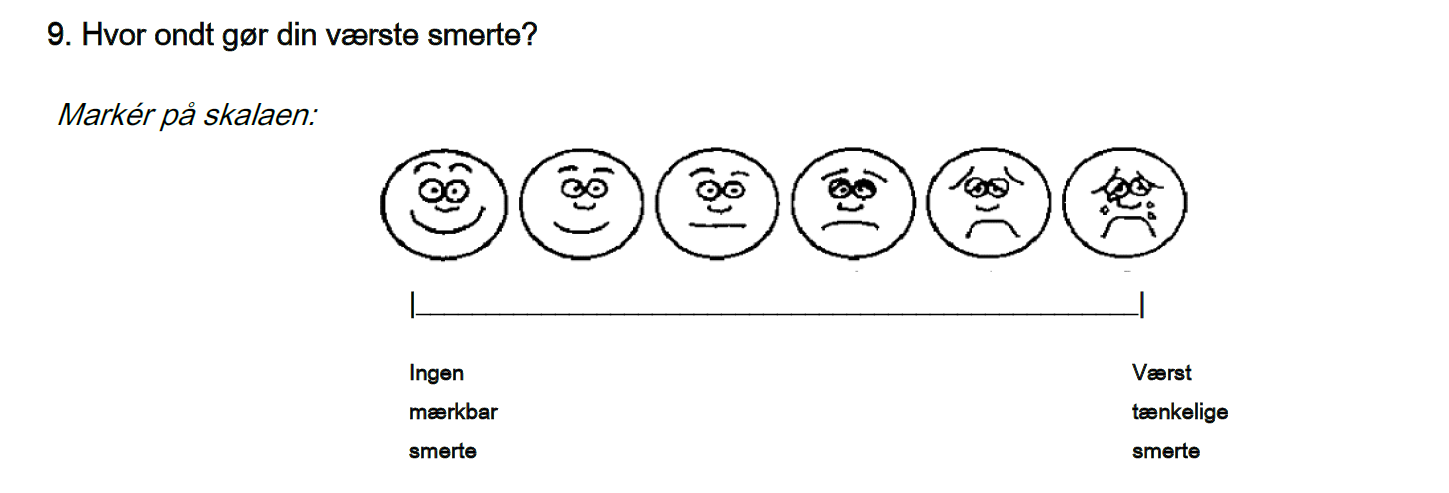 9. Hvor ondt gør din værste smerte?
Markér på skalaen:
Ingen
mærkbar
smerte
Værst
tænkelige
smerte